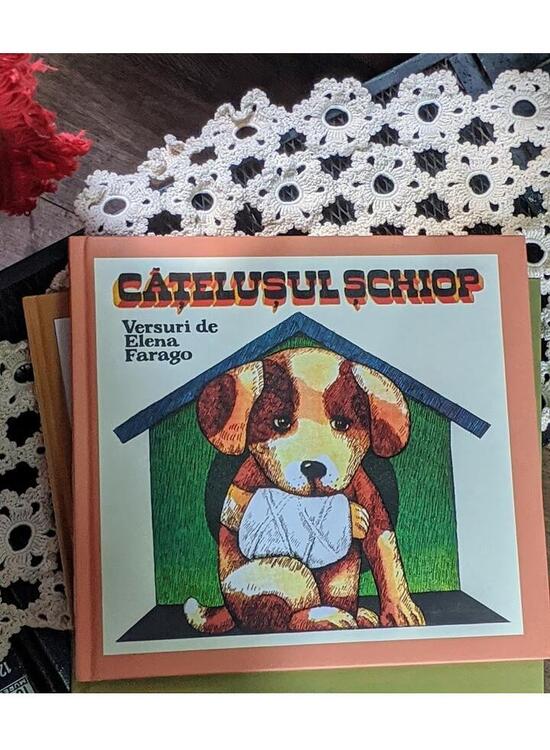 CĂȚELUȘUL ȘCHIOP
Versuri de
Elena
Farago